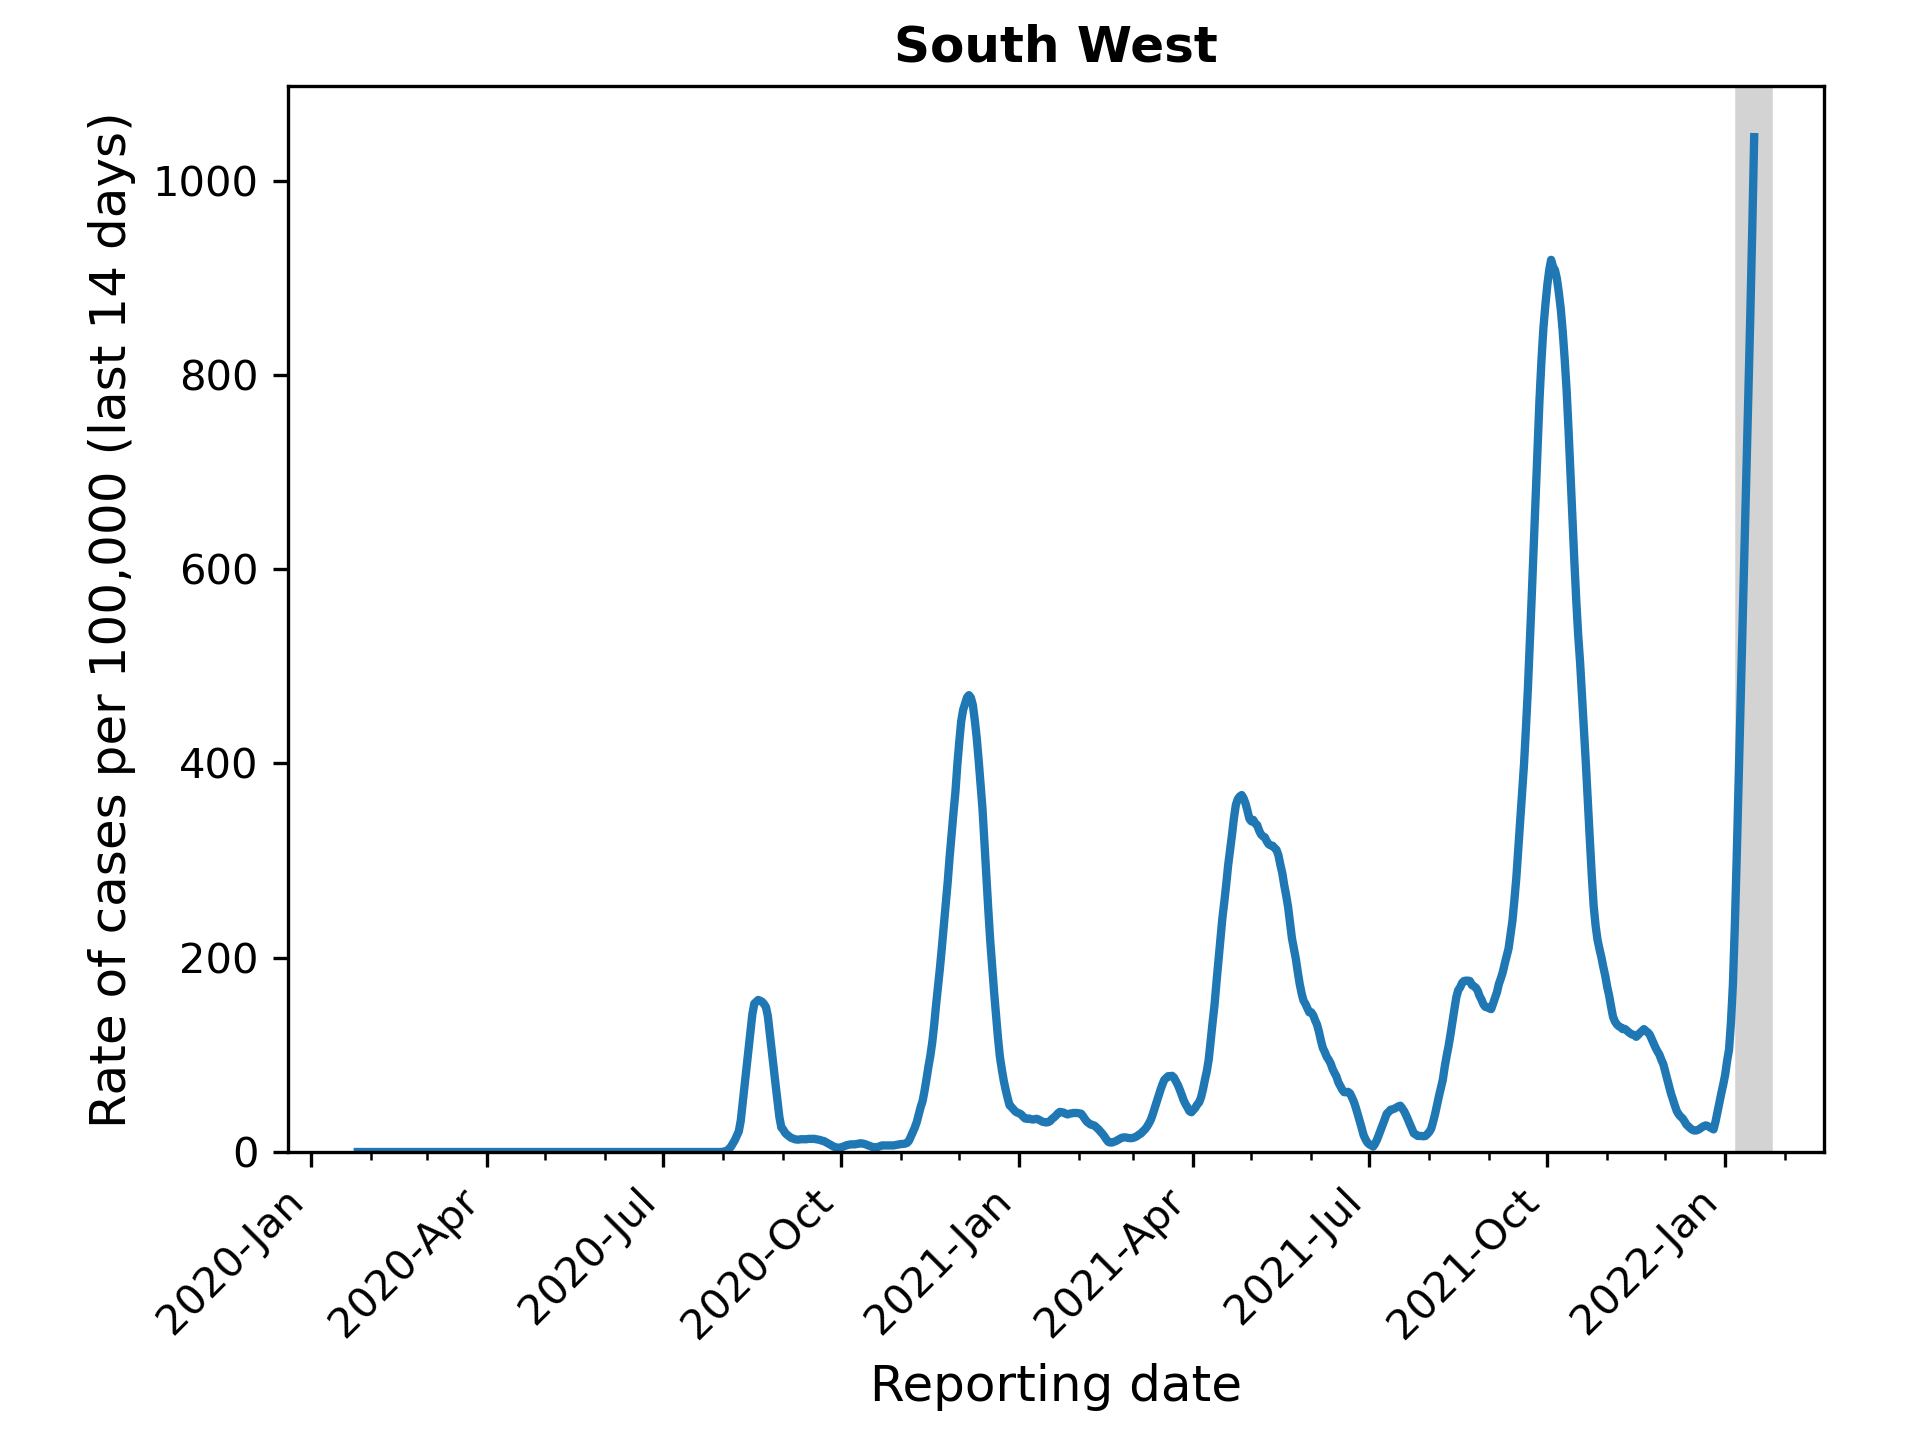 South West
Rate of cases per 100,000 (last 14 days)
1000
800
600
400
200
0
2020-Jan
2020-Apr
2020-Jul
2020-Oct
2021-Jan
2021-Apr
2021-Jul
2021-Oct
2022-Jan
Reporting date